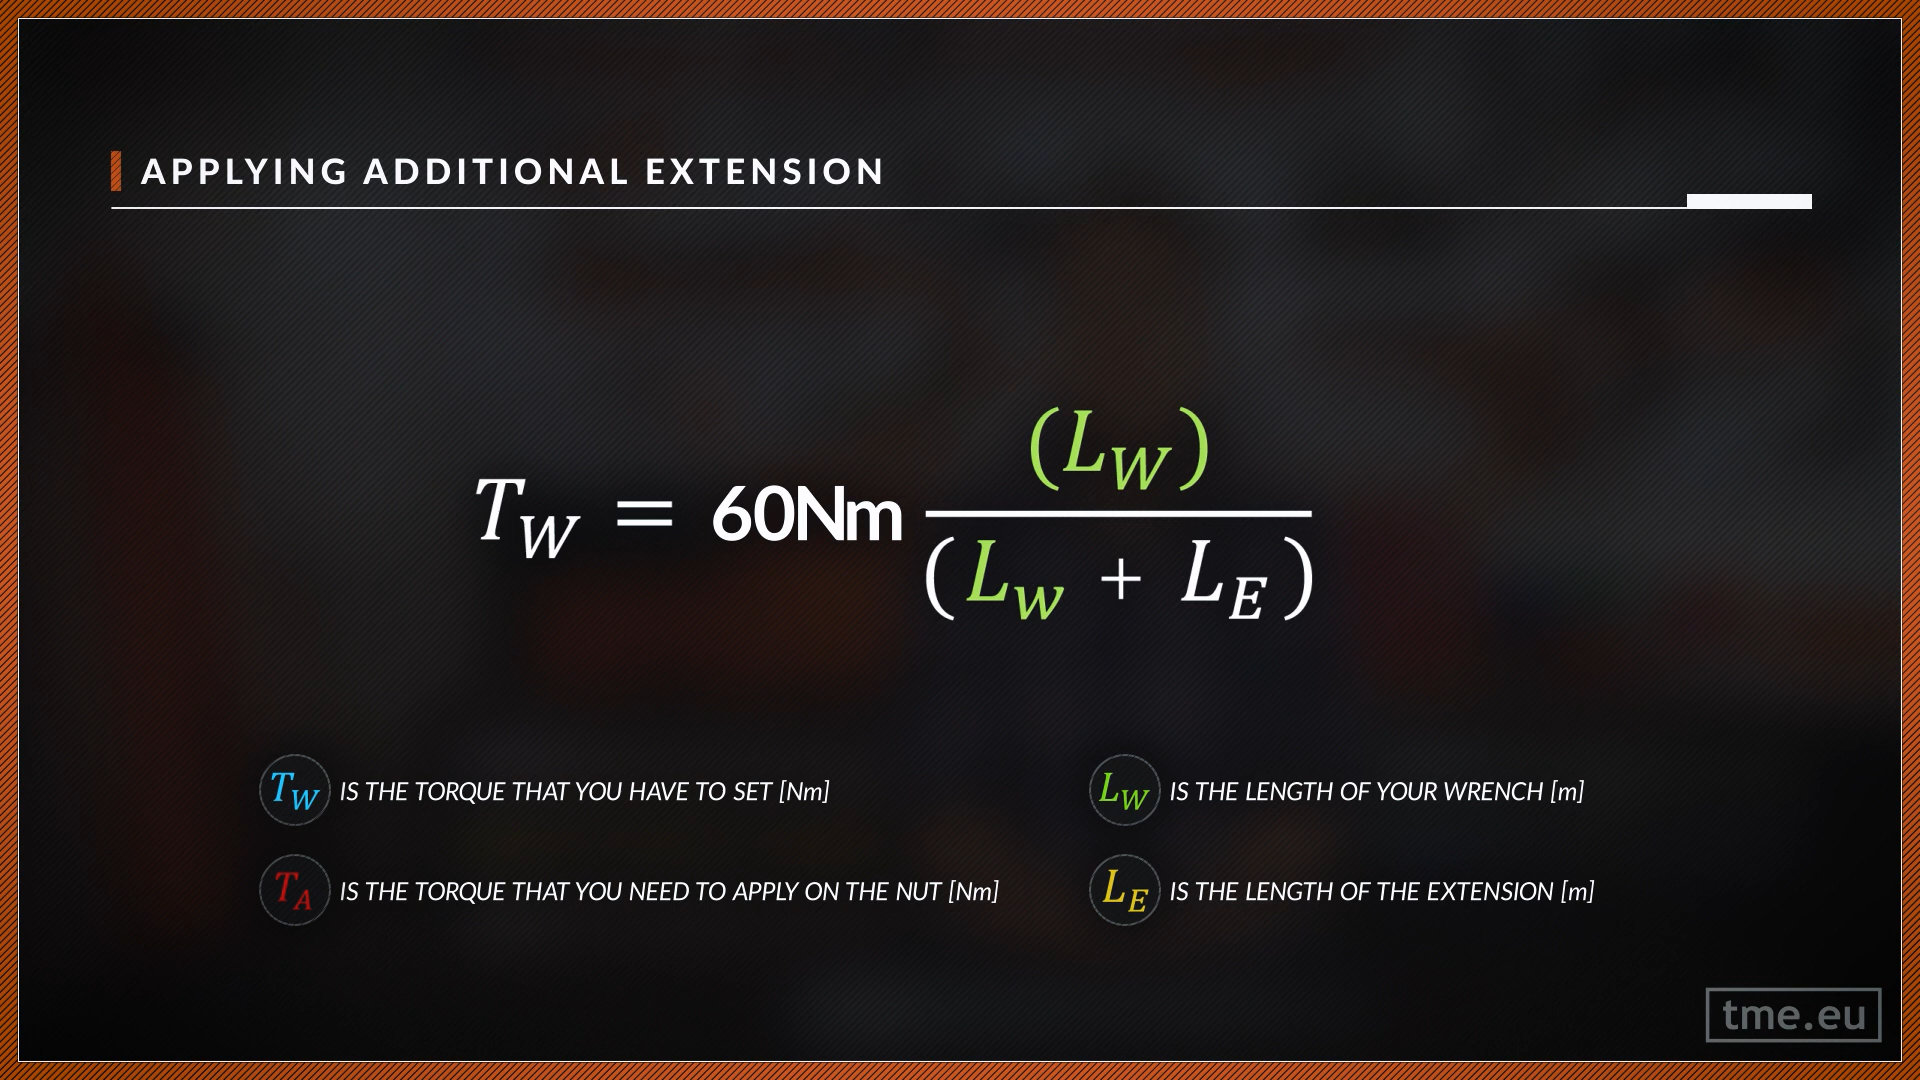 APPLYING ADDITIONAL EXTENSION
T_W = 60Nm (L_W) / (L_w + L_E)
T_W IS THE TORQUE THAT YOU HAVE TO SET [Nm]
L_W IS THE LENGTH OF YOUR WRENCH [m]
T_A IS THE TORQUE THAT YOU NEED TO APPLY ON THE NUT [Nm]
L_E IS THE LENGTH OF THE EXTENSION [m]
tme.eu